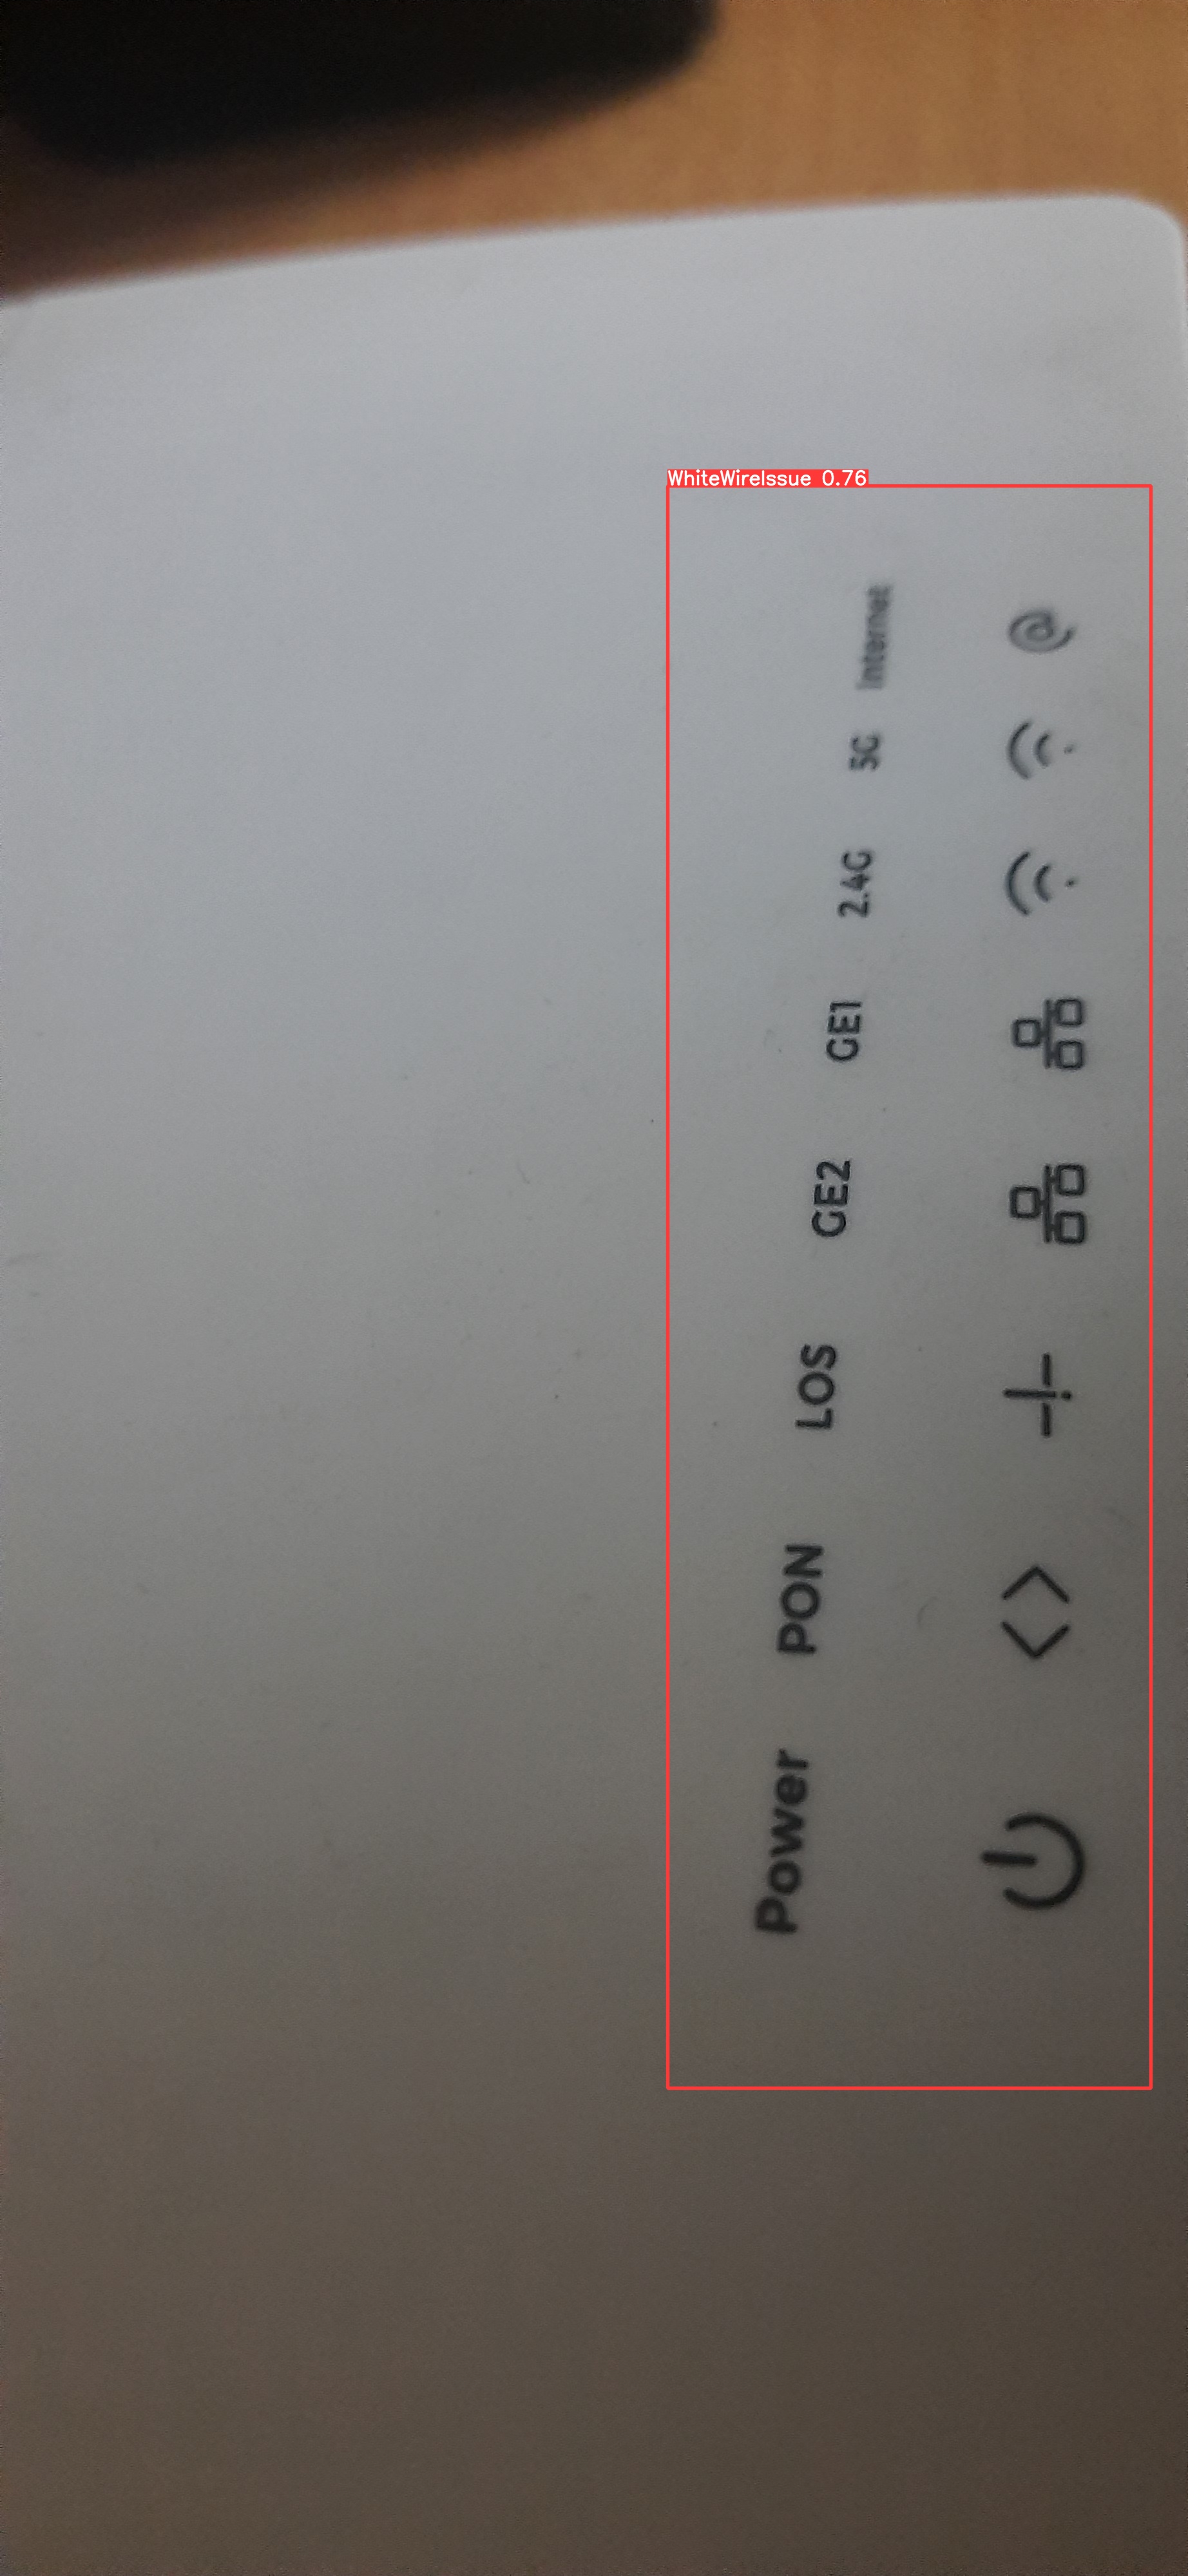 WhiteWireIssue 0.76
Internet
5G
2.4G
GE1
GE2
LOS
PON
Power